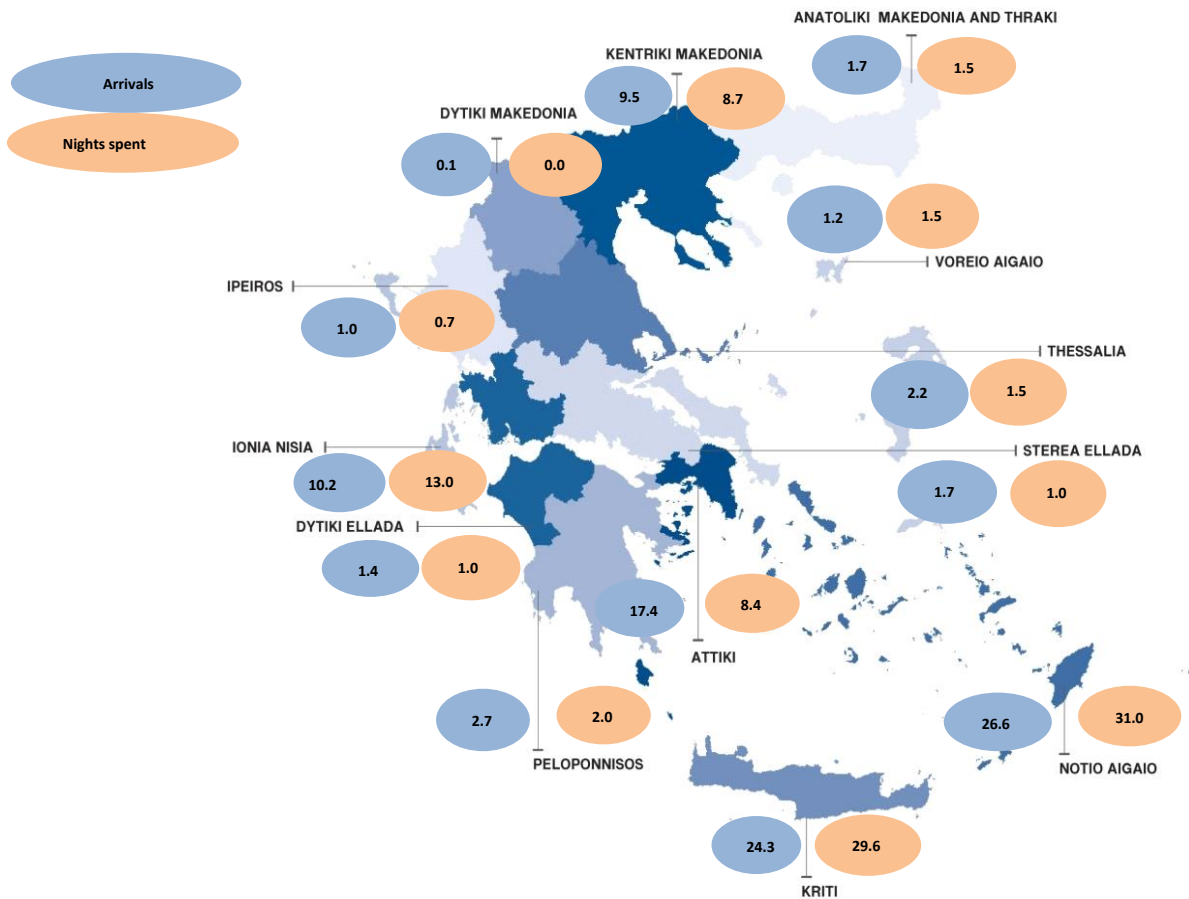 ANATOLIKI MAKEDONIA AND THRAKI
1.7
1.5
Arrivals
Nights spent
KENTRIKI MAKEDONIA
9.5
8.7
DYTIKI MAKEDONIA
0.1
0.0
1.2
1.5
VOREIO AIGAIO
IPEIROS
1.0
0.7
THESSALIA
2.2
1.5
IONIA NISIA
10.2
13.0
STEREA ELLADA
1.7
1.0
DYTIKI ELLADA
1.4
1.0
17.4
8.4
ATTIKI
2.7
2.0
PELOPONNISOS
26.6
31.0
NOTIO AIGAIO
24.3
29.6
KRITI